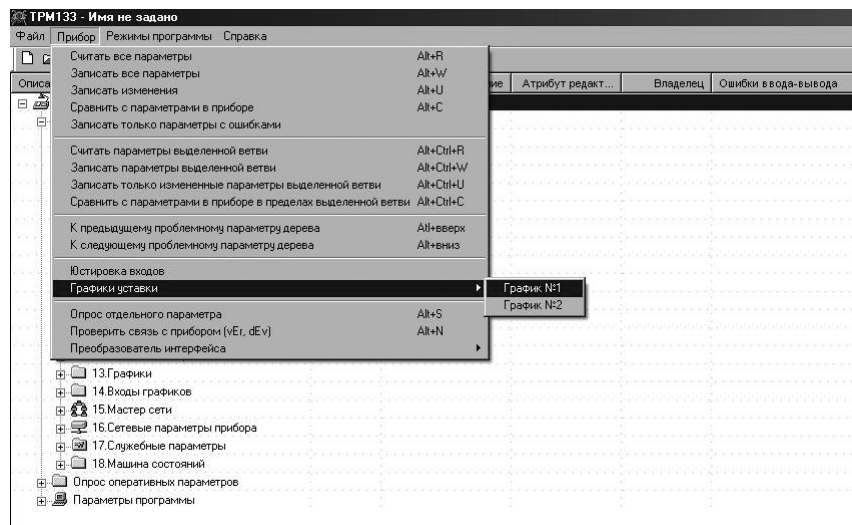 ТРМ133 - Имя не задано
Файл Прибор Режимы программы Справка
Считать все параметры Alt+R
Записать все параметры Alt+W
Записать изменения Alt+U
Сравнить с параметрами в приборе Alt+C
Записать только параметры с ошибками
Считать параметры выделенной ветви Alt+Ctrl+R
Записать параметры выделенной ветви Alt+Ctrl+W
Записать только измененные параметры выделенной ветви Alt+Ctrl+U
Сравнить с параметрами в приборе в пределах выделенной ветви Alt+Ctrl+C
К предыдущему проблемному параметру дерева Atl+вверх
К следующему проблемному параметру дерева Alt+вниз
Юстировка входов
Графики уставки
Опрос отдельного параметра Alt+S
Проверить связь с прибором (vEr, dEv) Alt+N
Преобразователь интерфейса
График №1
График №2
Описа ие Атрибут редакт... Владелец Ошибки ввода-вывода
13.Графики
14.Входы графиков
15.Мастер сети
16.Сетевые параметры прибора
17.Служебные параметры
18.Машина состояний
Опрос оперативных параметров
Параметры программы